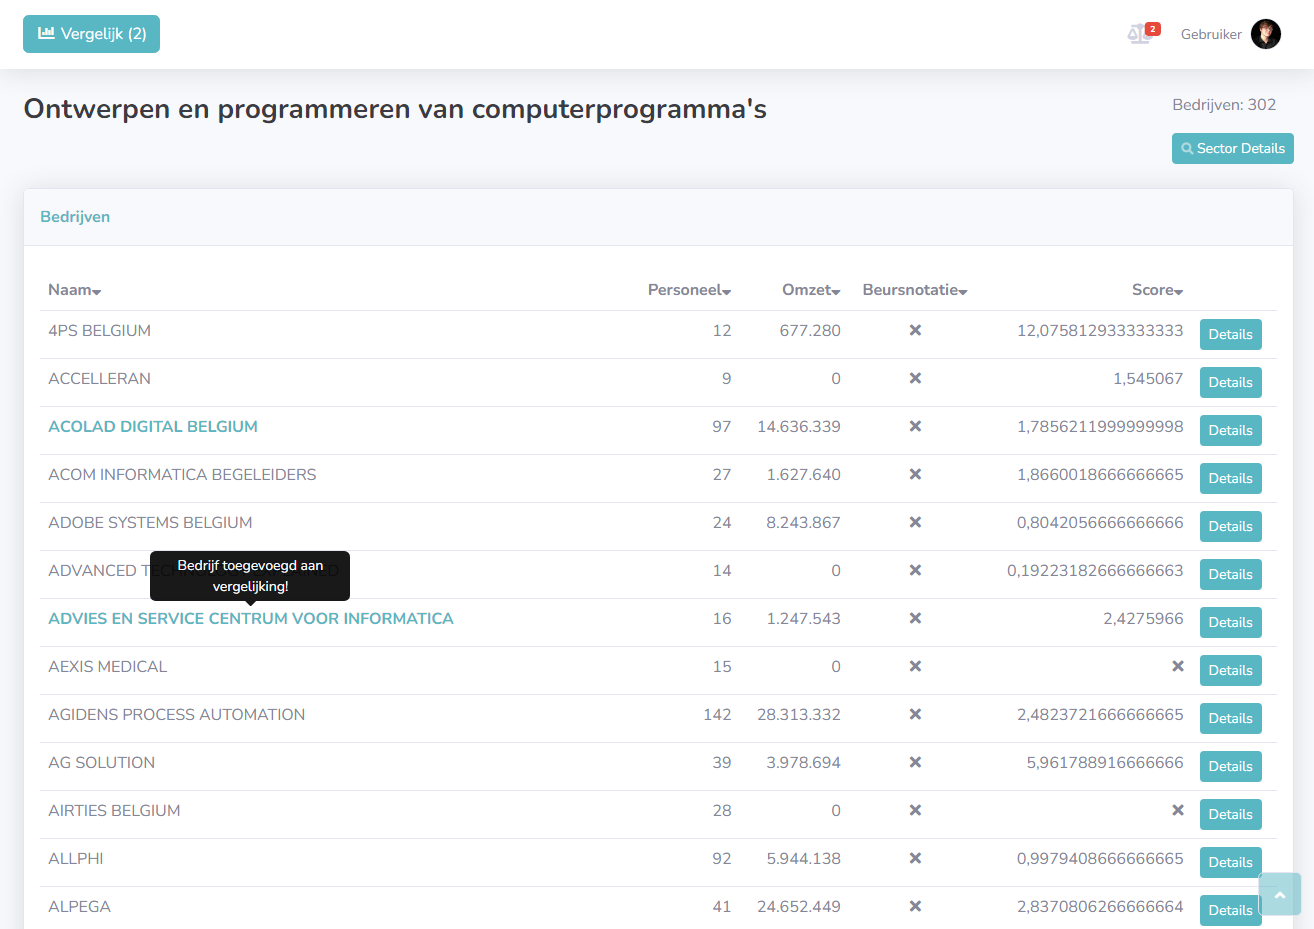 Vergelijk (2)
2
Gebruiker
Ontwerpen en programmeren van computerprogramma's
Bedrijven: 302
Sector Details
Bedrijven
Naam Personeel Omzet Beursnotatie Score
4PS BELGIUM 12 677.280 12,075812933333333 Details
ACCELLERAN 9 0 1,545067 Details
ACOLAD DIGITAL BELGIUM 97 14.636.339 1,7856211999999998 Details
ACOM INFORMATICA BEGELEIDERS 27 1.627.640 1,8660018666666665 Details
ADOBE SYSTEMS BELGIUM 24 8.243.867 0,8042056666666666 Details
Bedrijf toegevoegd aan
vergelijking!
ADVANCED 14 0 0,19223182666666663 Details
ADVIES EN SERVICE CENTRUM VOOR INFORMATICA 16 1.247.543 2,4275966 Details
AEXIS MEDICAL 15 0 Details
AGIDENS PROCESS AUTOMATION 142 28.313.332 2,4823721666666665 Details
AG SOLUTION 39 3.978.694 5,961788916666666 Details
AIRTIES BELGIUM 28 0 Details
ALLPHI 92 5.944.138 0,9979408666666665 Details
ALPEGA 41 24.652.449 2,8370806266666664 Details